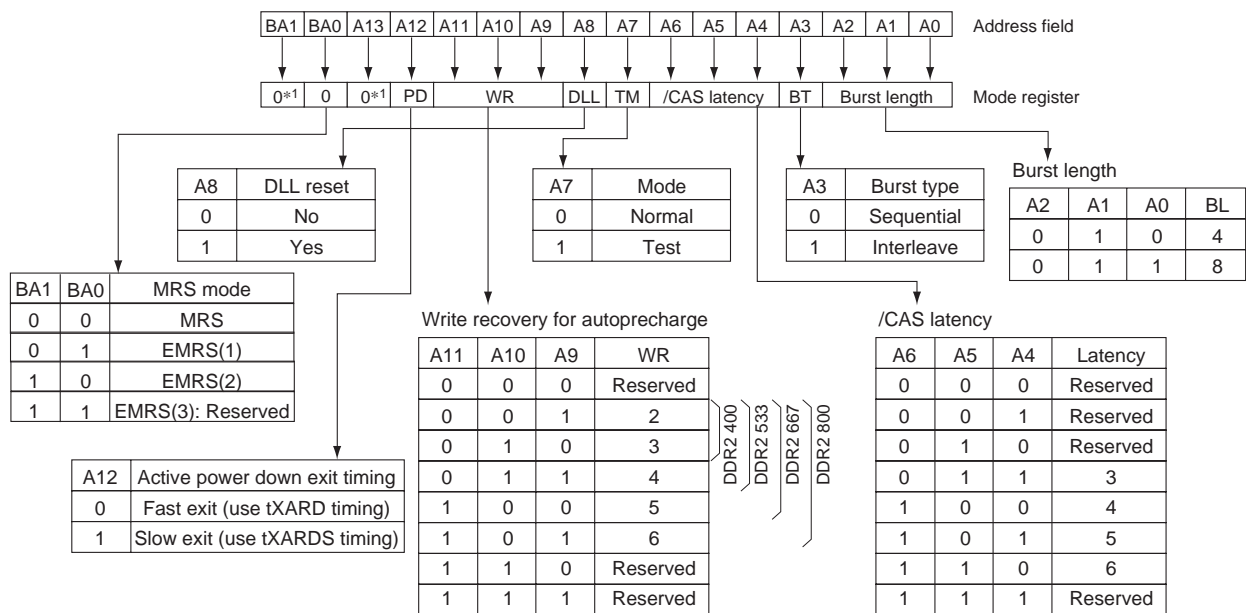 BA1 BA0 A13 A12 A11 A10 A9 A8 A7 A6 A5 A4 A3 A2 A1 A0 Address field
0*1 0 0*1 PD WR DLL TM /CAS latency BT Burst length Mode register
A8 DLL reset
0 No
1 Yes
A7 Mode
0 Normal
1 Test
A3 Burst type
0 Sequential
1 Interleave
Burst length
A2 A1 A0 BL
0 1 0 4
0 1 1 8
BA1 BA0 MRS mode
0 0 MRS
0 1 EMRS(1)
1 0 EMRS(2)
1 1 EMRS(3): Reserved
A12 Active power down exit timing
0 Fast exit (use tXARD timing)
1 Slow exit (use tXARDS timing)
Write recovery for autoprecharge
A11 A10 A9 WR
0 0 0 Reserved
0 0 1 2
0 1 0 3
0 1 1 4
1 0 0 5
1 0 1 6
1 1 0 Reserved
1 1 1 Reserved
DDR2 400
DDR2 533
DDR2 667
DDR2 800
/CAS latency
A6 A5 A4 Latency
0 0 0 Reserved
0 0 1 Reserved
0 1 0 Reserved
0 1 1 3
1 0 0 4
1 0 1 5
1 1 0 6
1 1 1 Reserved